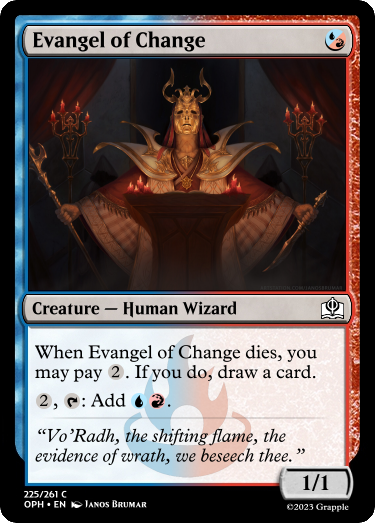 Evangel of Change
Creature — Human Wizard
When Evangel of Change dies, you
may pay 2. If you do, draw a card.
2, : Add .
"Vo'Radh, the shifting flame, the
evidence of wrath, we beseech thee."
1/1
225/261 C
OPH • EN Janos Brumar
©2023 Grapple